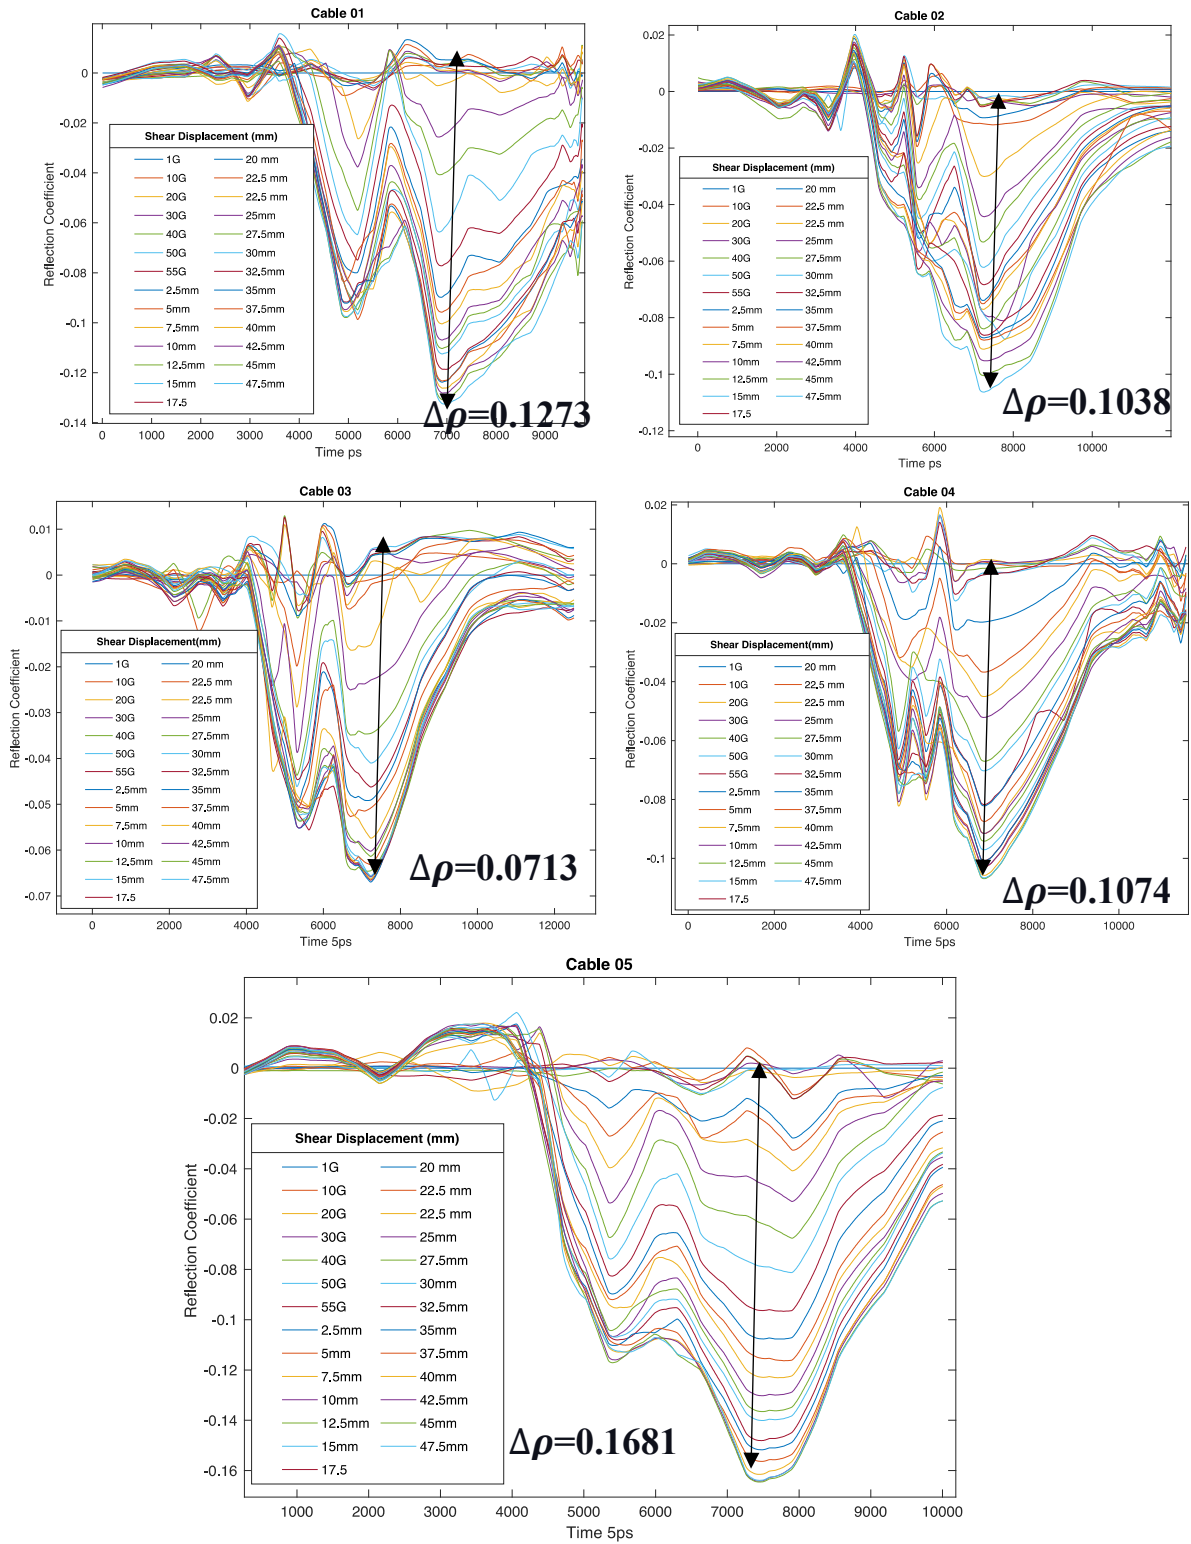 Cable 01
0
-0.02
-0.04
-0.06
-0.08
-0.1
-0.12
-0.14
Reflection Coefficient
Shear Displacement (mm)
1G 20 mm
10G 22.5 mm
20G 22.5 mm
30G 25mm
40G 27.5mm
50G 30mm
55G 32.5mm
2.5mm 35mm
5mm 37.5mm
7.5mm 40mm
10mm 42.5mm
12.5mm 45mm
15mm 47.5mm
17.5
Δρ=0.1273
0 1000 2000 3000 4000 5000 6000 7000 8000 9000
Time ps
Cable 02
0.02
0
-0.02
-0.04
-0.06
-0.08
-0.1
-0.12
Reflection Coefficient
Shear Displacement (mm)
1G 20 mm
10G 22.5mm
20G 22.5mm
30G 25mm
40G 27.5mm
50G 30mm
55G 32.5mm
2.5mm 35mm
5mm 37.5mm
7.5mm 40mm
10mm 42.5mm
12.5mm 45mm
15mm 47.5mm
17.5
Δρ=0.1038
0 2000 4000 6000 8000 10000
Time ps
Cable 03
0.01
0
-0.01
-0.02
-0.03
-0.04
-0.05
-0.06
-0.07
Reflection Coefficient
Shear Displacement(mm)
1G 20 mm
10G 22.5mm
20G 22.5mm
30G 25mm
40G 27.5mm
50G 30mm
55G 32.5mm
2.5mm 35mm
5mm 37.5mm
7.5mm 40mm
10mm 42.5mm
12.5mm 45mm
15mm 47.5mm
17.5
Δρ=0.0713
0 2000 4000 6000 8000 10000 12000
Time 5ps
Cable 04
0.02
0
-0.02
-0.04
-0.06
-0.08
-0.1
Reflection Coefficient
Shear Displacement(mm)
1G 20 mm
10G 22.5 mm
20G 22.5 mm
30G 25mm
40G 27.5mm
50G 30mm
55G 32.5mm
2.5mm 35mm
5mm 37.5mm
7.5mm 40mm
10mm 42.5mm
12.5mm 45mm
15mm 47.5mm
17.5
Δρ=0.1074
0 2000 4000 6000 8000 10000
Time 5ps
Cable 05
0.02
0
-0.02
-0.04
-0.06
-0.08
-0.1
-0.12
-0.14
-0.16
Reflection Coefficient
Shear Displacement (mm)
1G 20 mm
10G 22.5 mm
20G 22.5 mm
30G 25mm
40G 27.5mm
50G 30mm
55G 32.5mm
2.5mm 35mm
5mm 37.5mm
7.5mm 40mm
10mm 42.5mm
12.5mm 45mm
15mm 47.5mm
17.5
Δρ=0.1681
1000 2000 3000 4000 5000 6000 7000 8000 9000 10000
Time 5ps